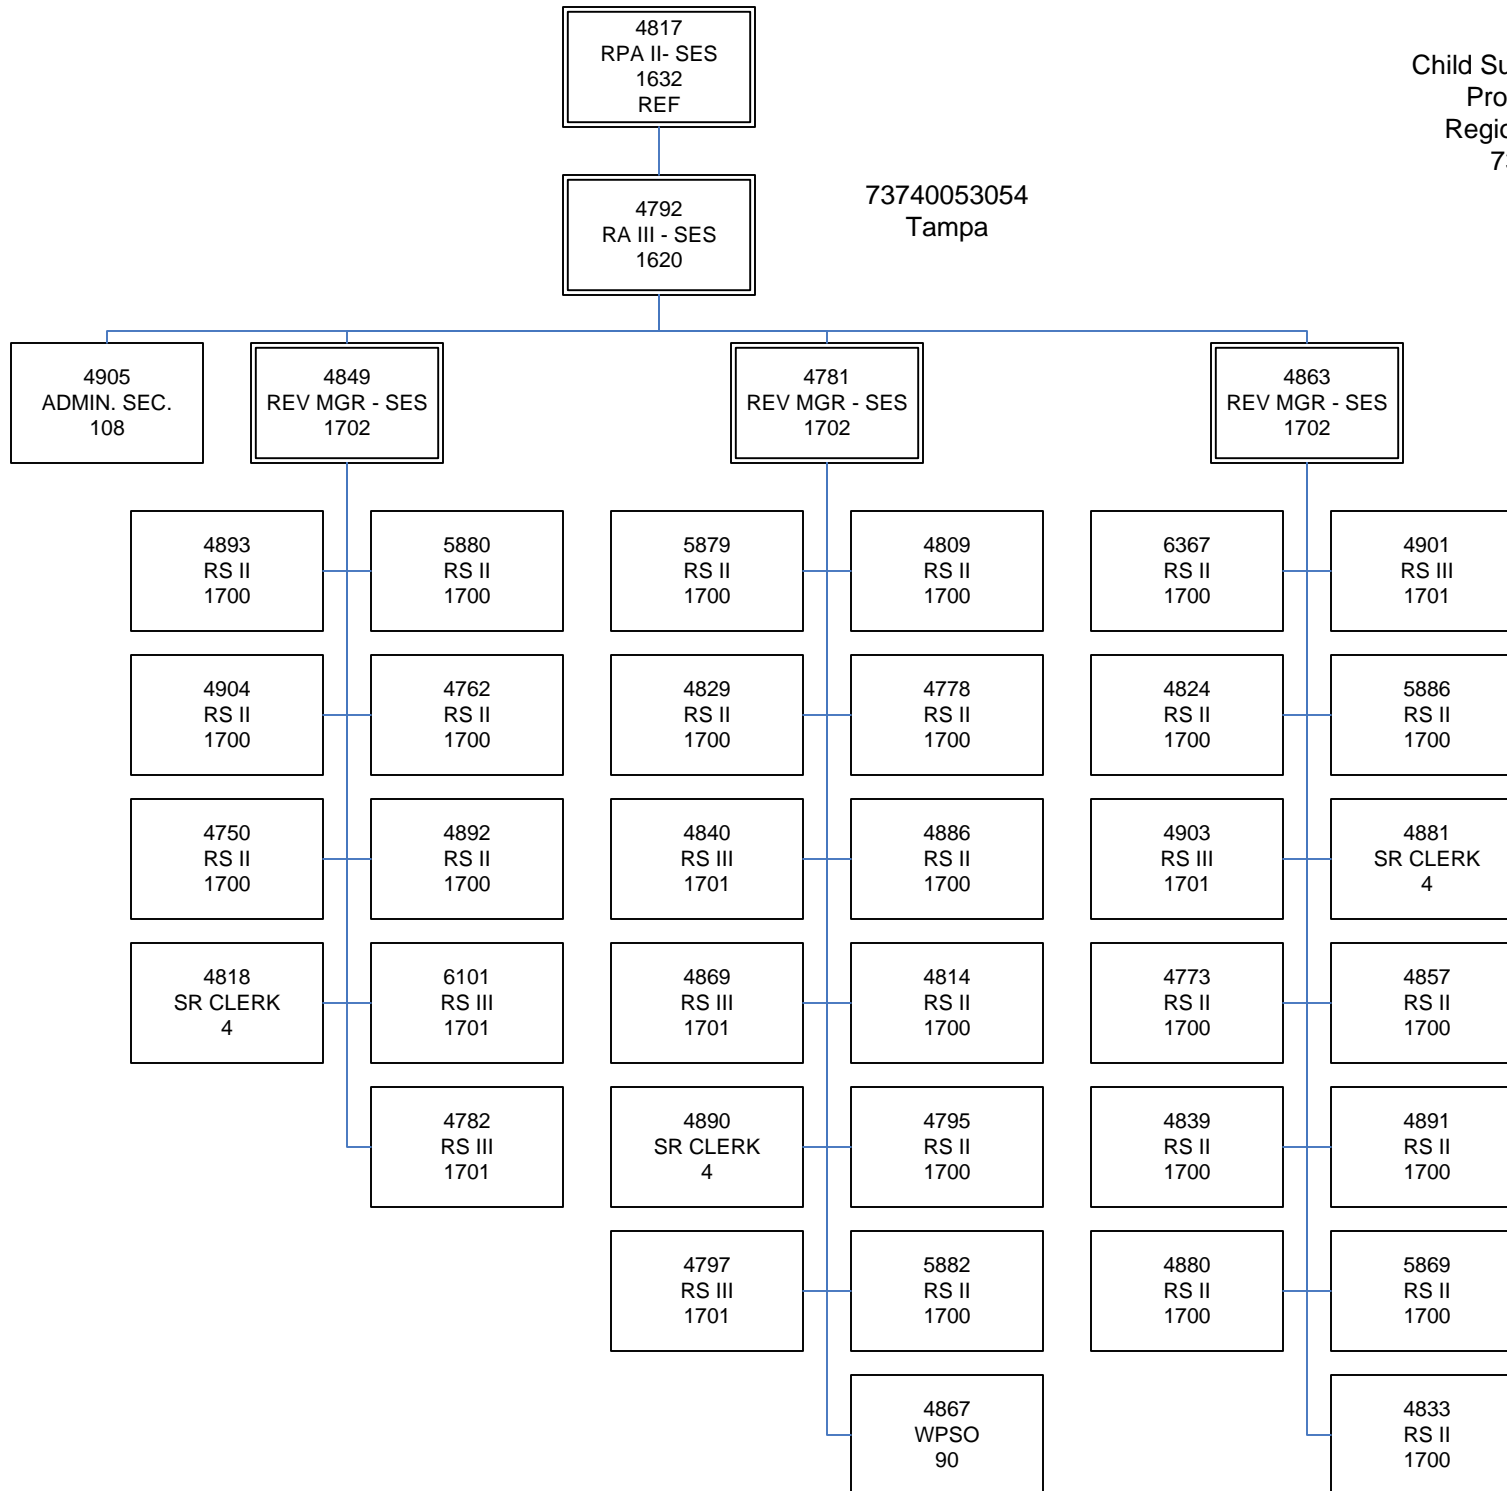 4817
RPA II- SES
1632
REF
Child Su
Pro
Regio
73740053054
Tampa
4792
RA III - SES
1620
4905
ADMIN. SEC.
108
4849
REV MGR - SES
1702
4781
REV MGR - SES
1702
4863
REV MGR - SES
1702
4893
RS II
1700
5880
RS II
1700
5879
RS II
1700
4809
RS II
1700
6367
RS II
1700
4901
RS III
1701
4904
RS II
1700
4762
RS II
1700
4829
RS II
1700
4778
RS II
1700
4824
RS II
1700
5886
RS II
1700
4750
RS II
1700
4892
RS II
1700
4840
RS III
1701
4886
RS II
1700
4903
RS III
1701
4881
SR CLERK
4
4818
SR CLERK
4
6101
RS III
1701
4869
RS III
1701
4814
RS II
1700
4773
RS II
1700
4857
RS II
1700
4782
RS III
1701
4890
SR CLERK
4
4795
RS II
1700
4839
RS II
1700
4891
RS II
1700
4797
RS III
1701
5882
RS II
1700
4880
RS II
1700
5869
RS II
1700
4867
WPSO
90
4833
RS II
1700